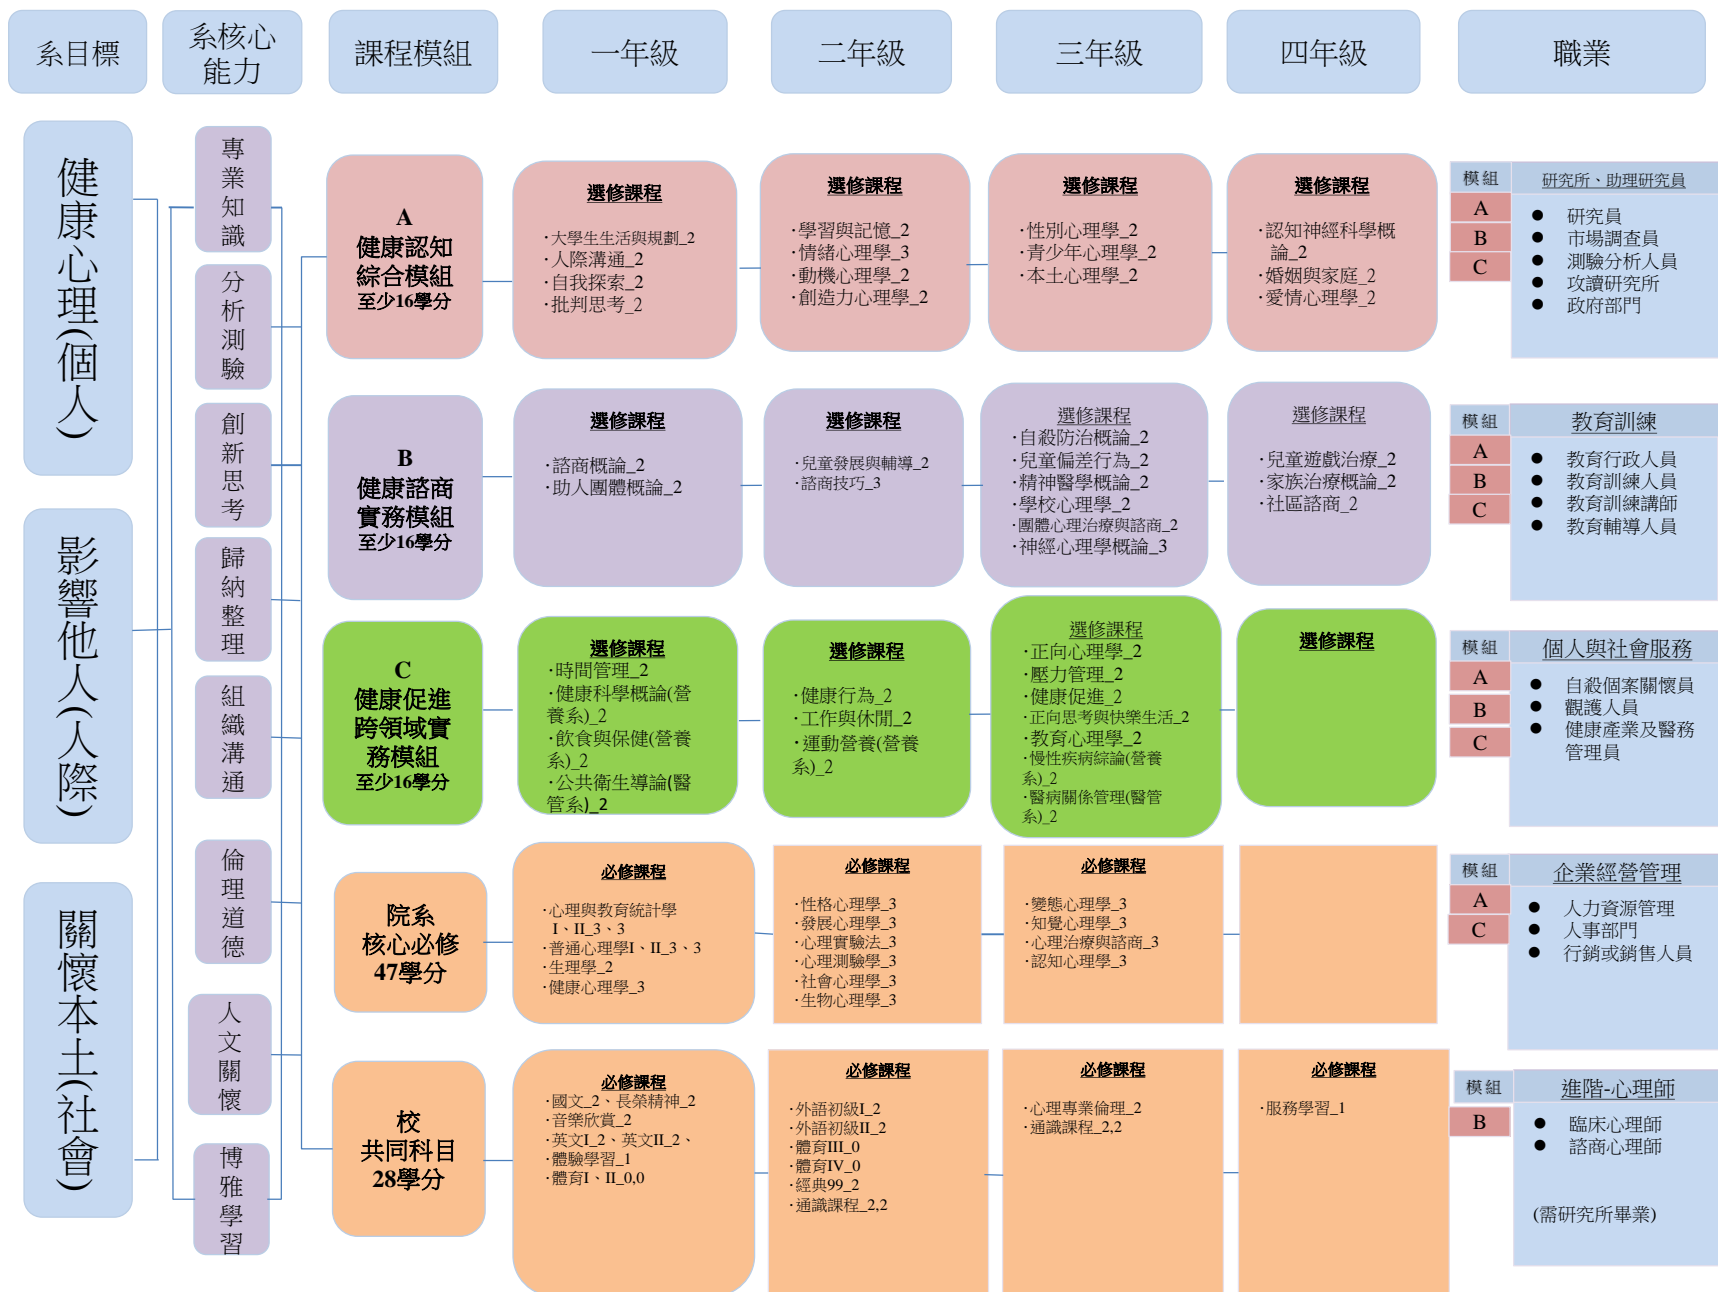 系目標
系核心
能力
課程模組
一年級
二年級
三年級
四年級
職業
健康心理(個人)
影響他人(人際)
關懷本土(社會)
專業知識
分析測驗
創新思考
歸納整理
組織溝通
倫理道德
人文關懷
博雅學習
A
健康認知
綜合模組
至少16學分
選修課程
·大學生生活與規劃_2
·人際溝通_2
·自我探索_2
·批判思考_2
選修課程
·學習與記憶_2
·情緒心理學_3
·動機心理學_2
·創造力心理學_2
選修課程
·性別心理學_2
·青少年心理學_2
·本土心理學_2
選修課程
·認知神經科學概
論_2
·婚姻與家庭_2
·愛情心理學_2
模組
研究所、助理研究員
A
B
C
● 研究員
● 市場調查員
● 測驗分析人員
● 攻讀研究所
● 政府部門
B
健康諮商
實務模組
至少16學分
選修課程
·諮商概論_2
·助人團體概論_2
選修課程
·兒童發展與輔導_2
·諮商技巧_3
選修課程
·自殺防治概論_2
·兒童偏差行為_2
·精神醫學概論_2
·學校心理學_2
·團體心理治療與諮商_2
·神經心理學概論_3
選修課程
·兒童遊戲治療_2
·家族治療概論_2
·社區諮商_2
模組
教育訓練
A
B
C
● 教育行政人員
● 教育訓練人員
● 教育訓練講師
● 教育輔導人員
C
健康促進
跨領域實
務模組
至少16學分
選修課程
·時間管理_2
·健康科學概論(營
養系)_2
·飲食與保健(營養
系)_2
·公共衛生導論(醫
管系)_2
選修課程
·健康行為_2
·工作與休閒_2
·運動營養(營養
系)_2
選修課程
·正向心理學_2
·壓力管理_2
·健康促進_2
·正向思考與快樂生活_2
·教育心理學_2
·慢性疾病綜論(營養
系)_2
·醫病關係管理(醫管
系)_2
選修課程
模組
個人與社會服務
A
B
C
● 自殺個案關懷員
● 觀護人員
● 健康產業及醫務
管理員
院系
核心必修
47學分
必修課程
·心理與教育統計學
I、II_3、3
·普通心理學I、II_3、3
·生理學_2
·健康心理學_3
必修課程
·性格心理學_3
·發展心理學_3
·心理實驗法_3
·心理測驗學_3
·社會心理學_3
·生物心理學_3
必修課程
·變態心理學_3
·知覺心理學_3
·心理治療與諮商_3
·認知心理學_3
模組
企業經營管理
A
C
● 人力資源管理
● 人事部門
● 行銷或銷售人員
校
共同科目
28學分
必修課程
·國文_2、長榮精神_2
·音樂欣賞_2
·英文I_2、英文II_2、
·體驗學習_1
·體育I、II_0,0
必修課程
·外語初級I_2
·外語初級II_2
·體育III_0
·體育IV_0
·經典99_2
·通識課程_2,2
必修課程
·心理專業倫理_2
·通識課程_2,2
必修課程
·服務學習_1
模組
進階-心理師
B
● 臨床心理師
● 諮商心理師
(需研究所畢業)